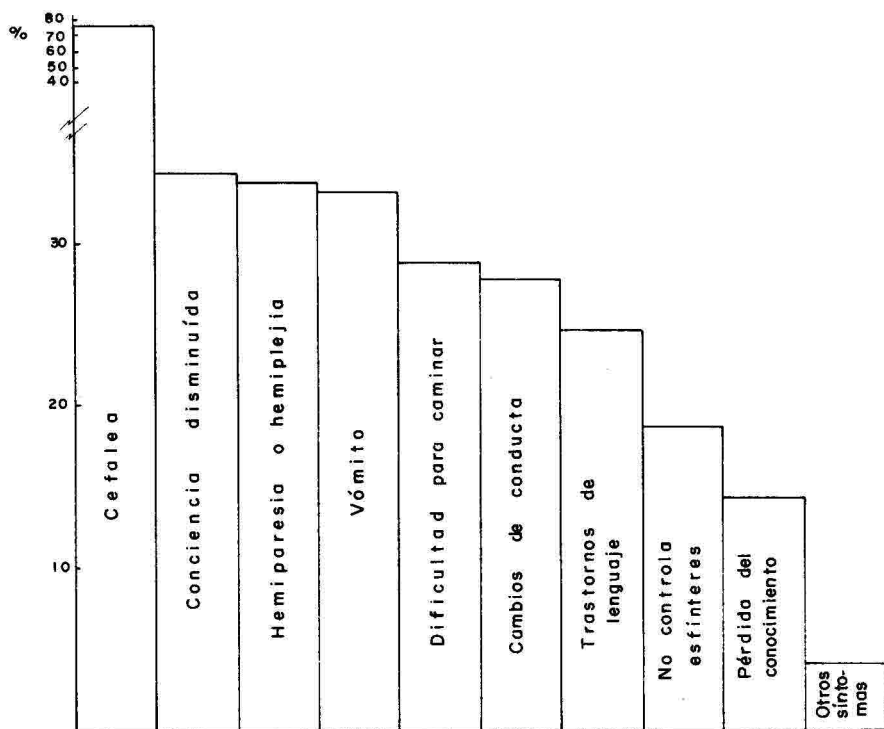 %
80
70
60
50
40
30
20
10
Cefalea
Conciencia disminuída
Hemiparesia o hemiplejia
Vómito
Dificultad para caminar
Cambios de conducta
Trastornos de
lenguaje
No controla
esfínteres
Pérdida del
conocimiento
Otros
sínto-
mas